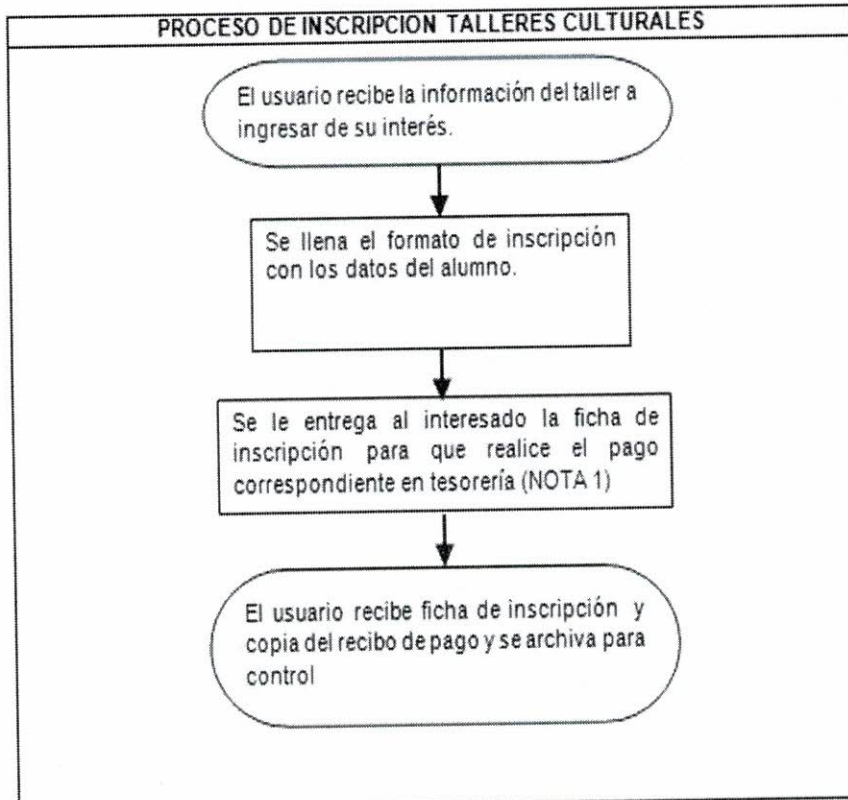 PROCESO DE INSCRIPCION TALLERES CULTURALES
El usuario recibe la información del taller a
ingresar de su interés.
Se llena el formato de inscripción
con los datos del alumno.
Se le entrega al interesado la ficha de
inscripción para que realice el pago
correspondiente en tesorería (NOTA 1)
El usuario recibe ficha de inscripción y
copia del recibo de pago y se archiva para
control